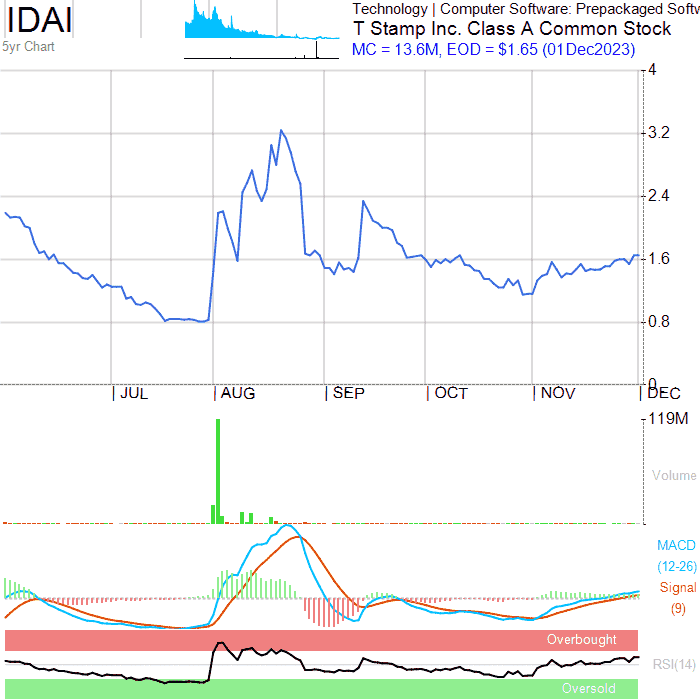 IDAI
5yr Chart
Technology | Computer Software: Prepackaged Softw
T Stamp Inc. Class A Common Stock
MC = 13.6M, EOD = $1.65 (01Dec2023)
4
3.2
2.4
1.6
0.8
0
JUL AUG SEP OCT NOV DEC
119M
Volume
MACD
(12-26)
Signal
(9)
Overbought
RSI(14)
Oversold